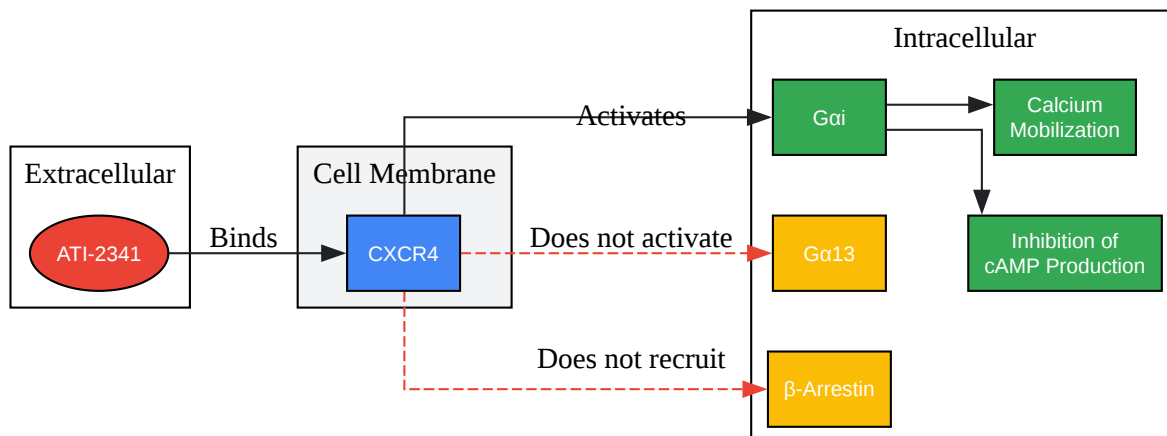 Intracellular
Activates
Gαi
Calcium
Mobilization
Extracellular
Cell Membrane
ATI-2341
Binds
CXCR4
Does not activate
Gα13
Inhibition of
cAMP Production
Does not recruit
β-Arrestin